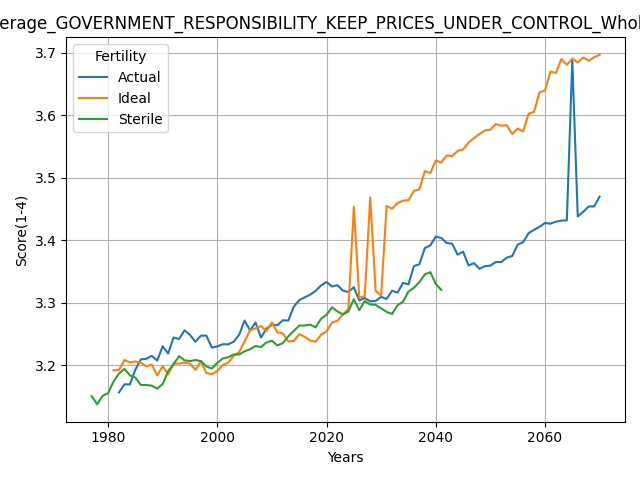 erage_GOVERNMENT_RESPONSIBILITY_KEEP_PRICES_UNDER_CONTROL_Whol
Fertility
Actual
Ideal
Sterile
3.7
3.6
3.5
3.4
3.3
3.2
Score(1-4)
1980 2000 2020 2040 2060
Years